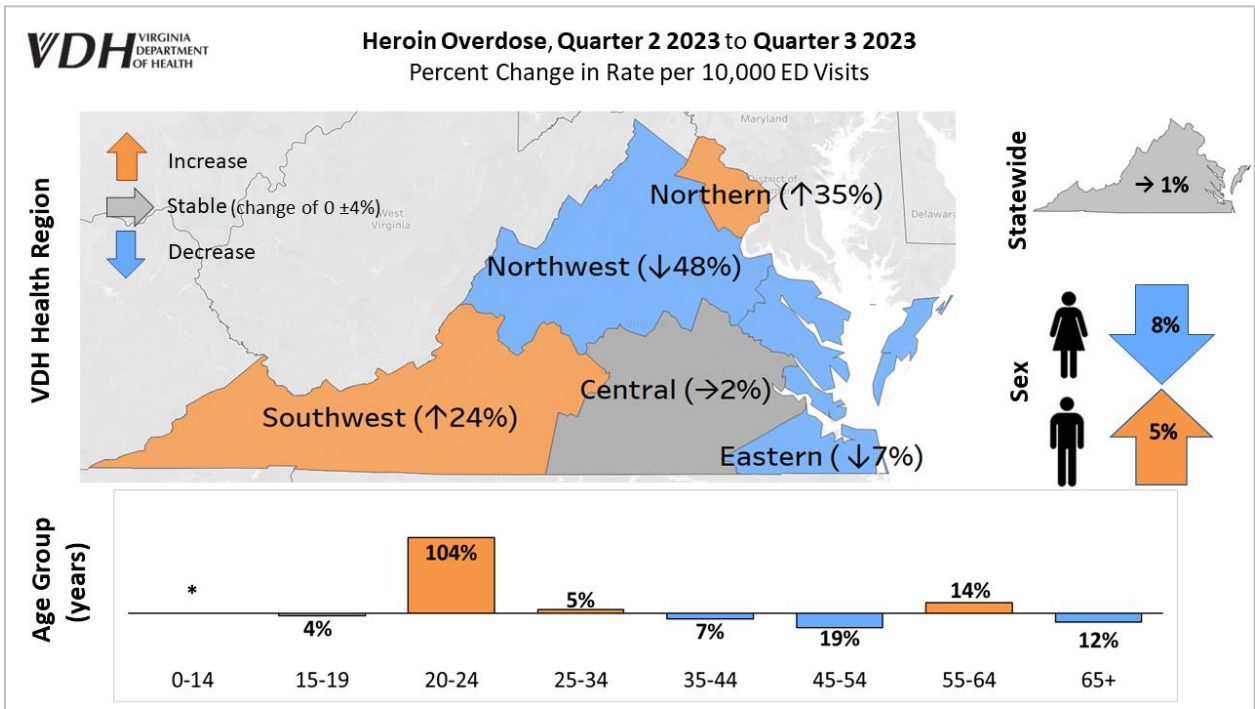 VDH VIRGINIA
DEPARTMENT
OF HEALTH
Heroin Overdose, Quarter 2 2023 to Quarter 3 2023
Percent Change in Rate per 10,000 ED Visits
VDH Health Region
Increase
Stable (change of 0 ±4%)
Decrease
Maryland
District of
West
Virginia
Delaware
Northern (↑35%)
Northwest (↓48%)
Central (→2%)
Southwest (↑24%)
Eastern (↓7%)
Statewide
→ 1%
Sex
8%
5%
Age Group
(years)
*
4%
104%
5%
7%
19%
14%
12%
0-14 15-19 20-24 25-34 35-44 45-54 55-64 65+